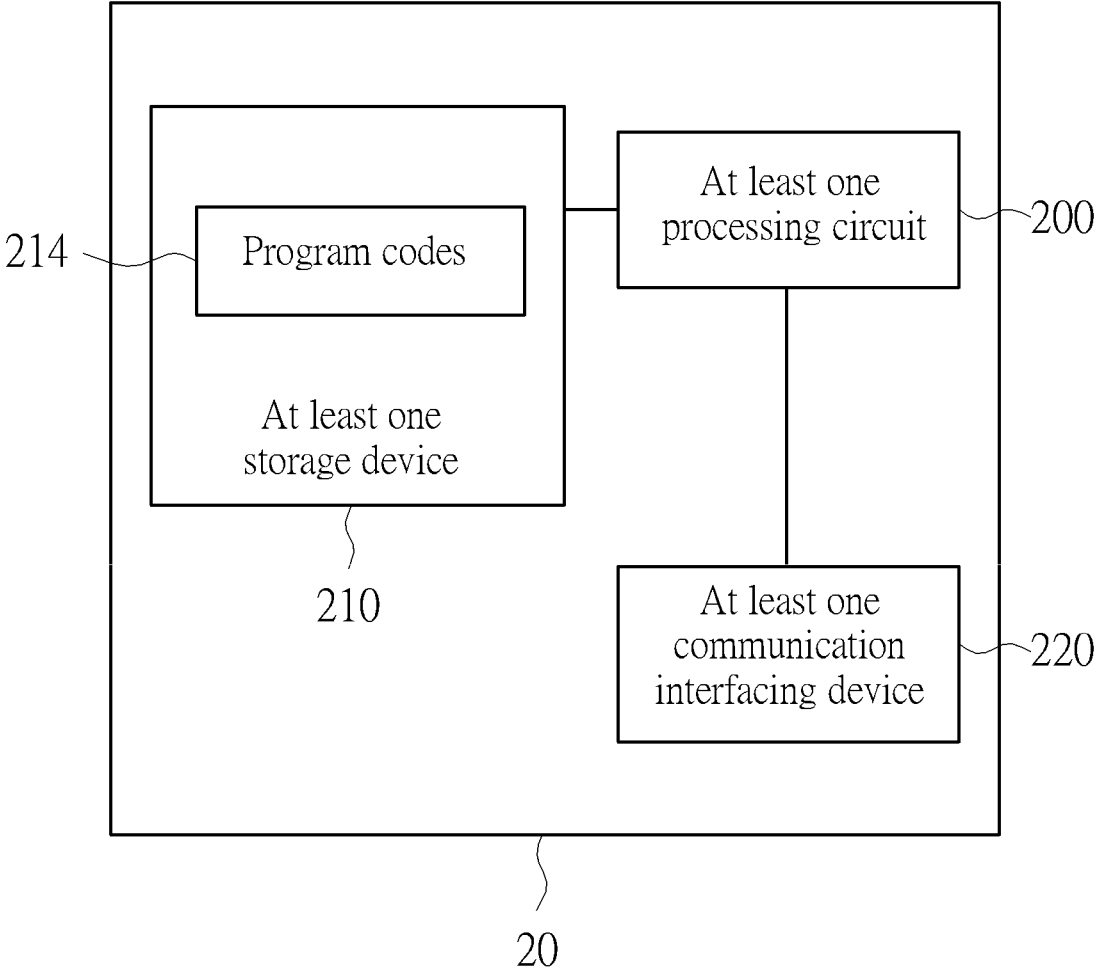 At least one
processing circuit
200
214
Program codes
At least one
storage device
210
At least one
communication
interfacing device
220
20